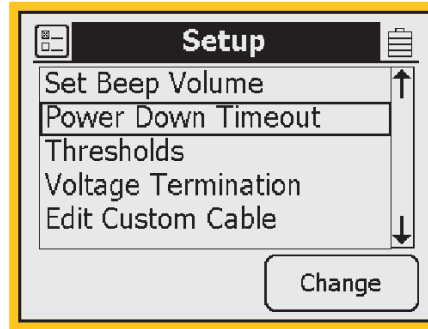 Setup
Set Beep Volume
Power Down Timeout
Thresholds
Voltage Termination
Edit Custom Cable
Change